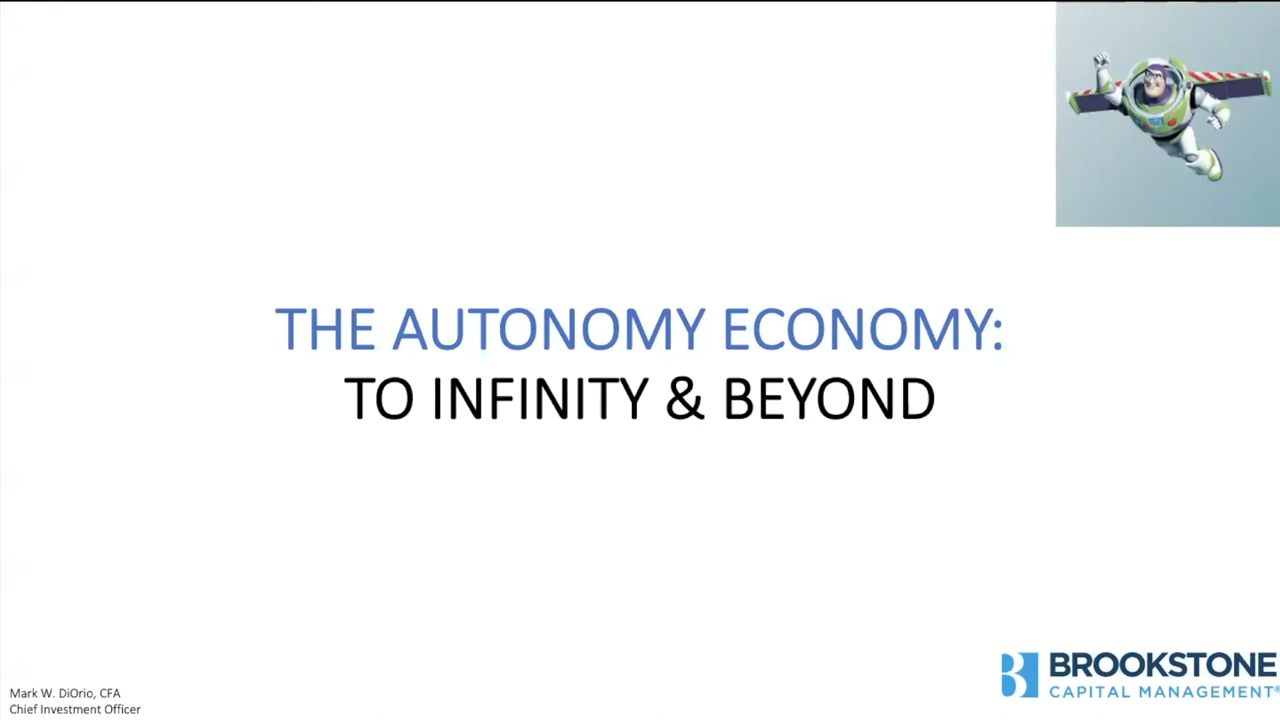 THE AUTONOMY ECONOMY:
TO INFINITY & BEYOND
Mark W. DiOrio, CFA
Chief Investment Officer
BROOKSTONE
CAPITAL MANAGEMENT®